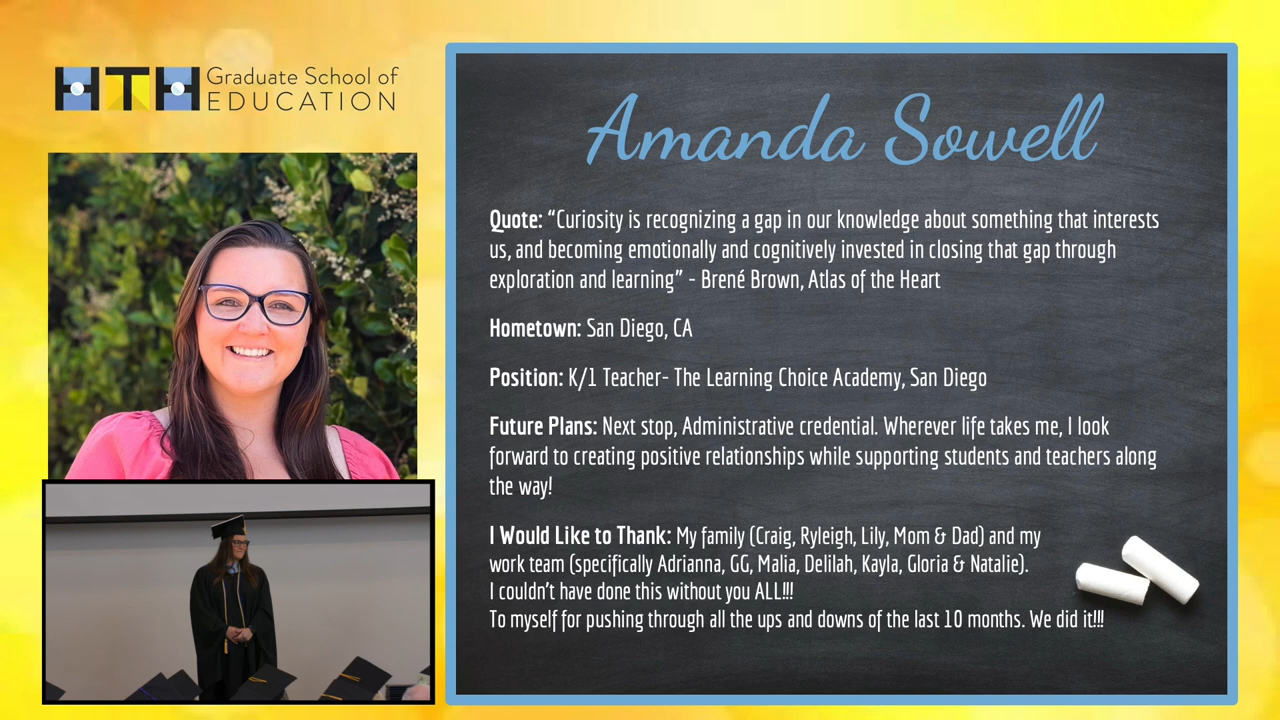 HTH Graduate School of
EDUCATION
Amanda Sowell
Quote: “Curiosity is recognizing a gap in our knowledge about something that interests
us, and becoming emotionally and cognitively invested in closing that gap through
exploration and learning” - Brené Brown, Atlas of the Heart
Hometown: San Diego, CA
Position: K/1 Teacher- The Learning Choice Academy, San Diego
Future Plans: Next stop, Administrative credential. Wherever life takes me, I look
forward to creating positive relationships while supporting students and teachers along
the way!
I Would Like to Thank: My family (Craig, Ryleigh, Lily, Mom & Dad) and my
work team (specifically Adrianna, GG, Malia, Delilah, Kayla, Gloria & Natalie).
I couldn't have done this without you ALL!!!
To myself for pushing through all the ups and downs of the last 10 months. We did it!!!